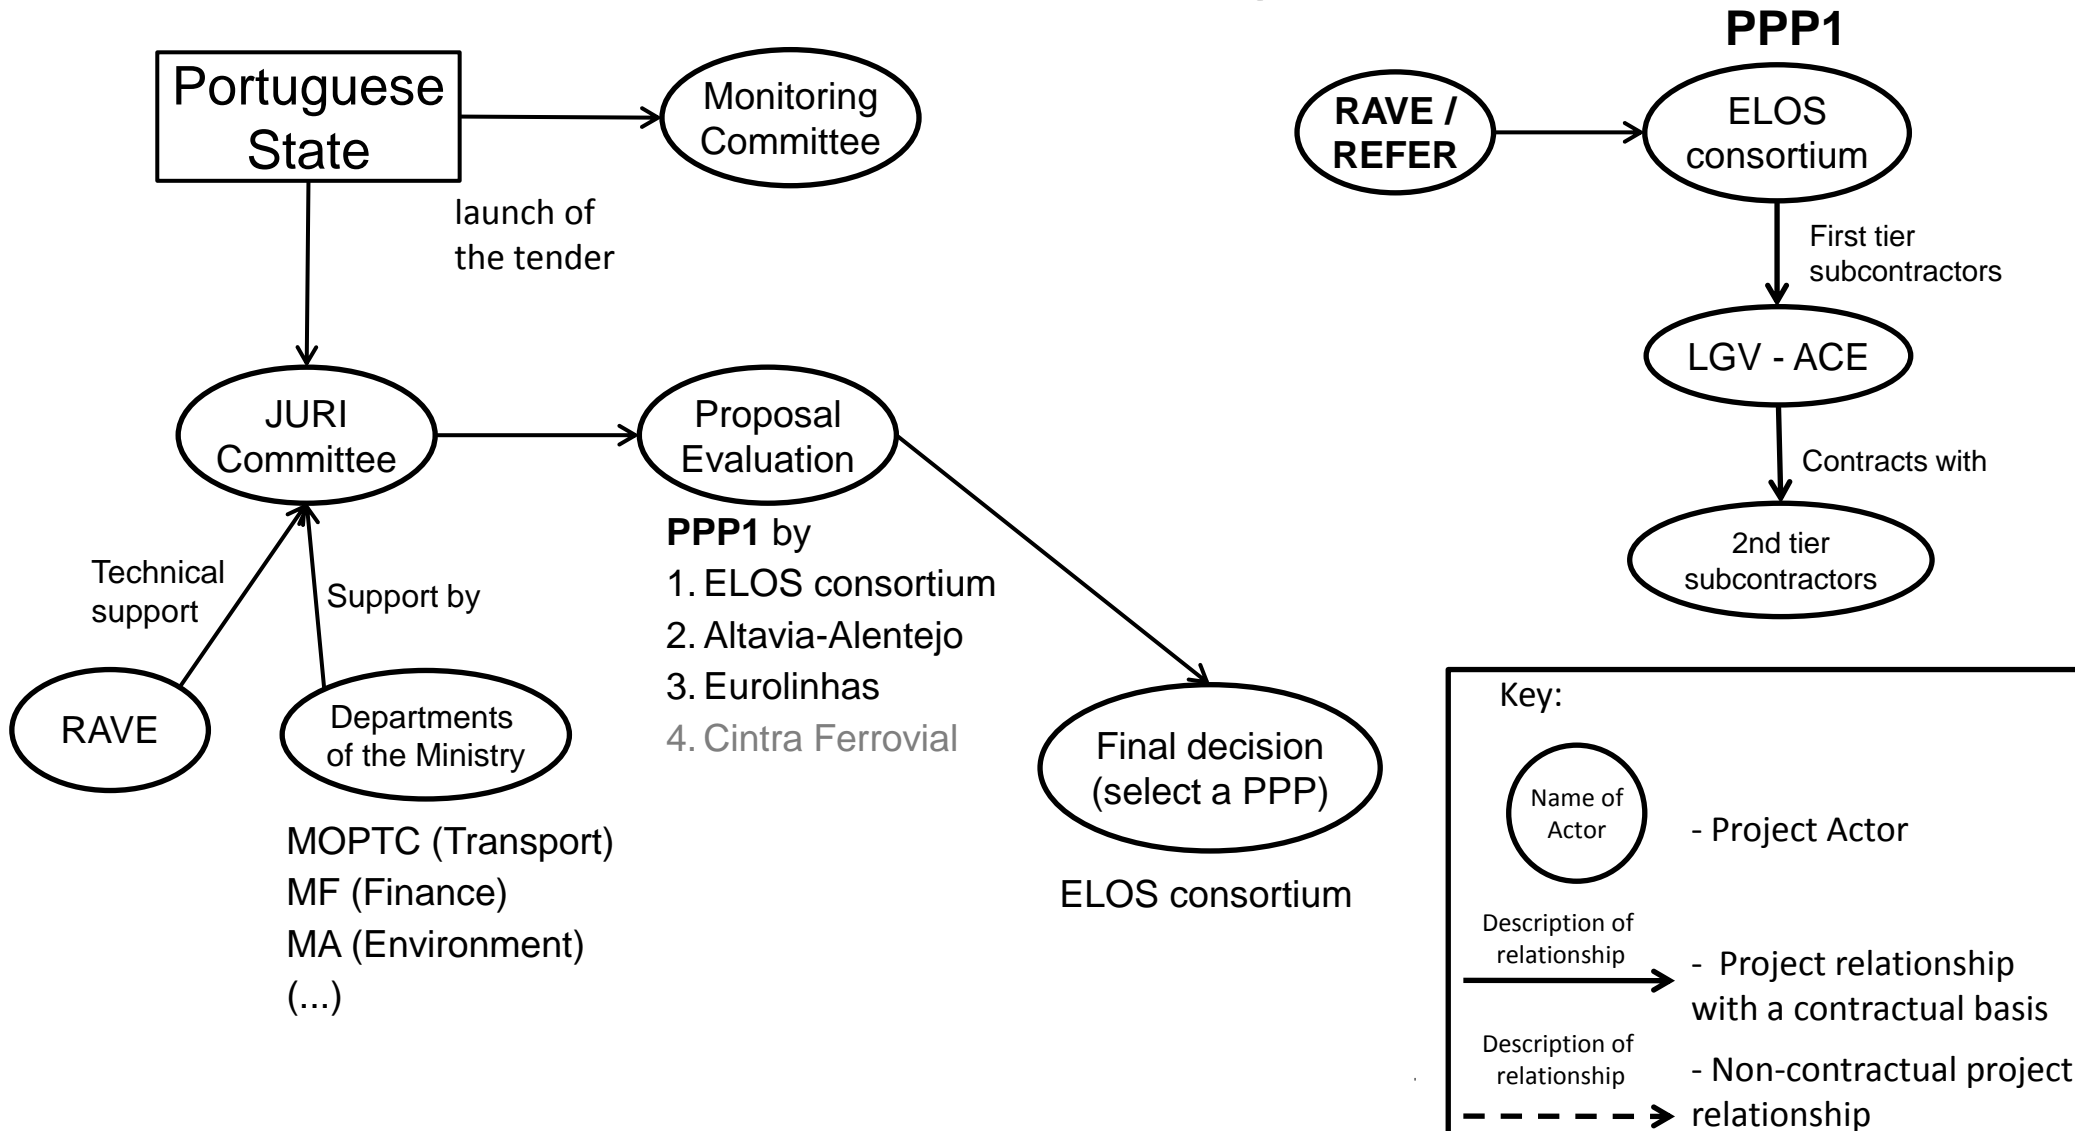 PPP1
Portuguese
State
Monitoring
Committee
RAVE /
REFER
ELOS
consortium
launch of
the tender
First tier
subcontractors
LGV - ACE
JURI
Committee
Proposal
Evaluation
Contracts with
2nd tier
subcontractors
PPP1 by
1. ELOS consortium
2. Altavia-Alentejo
3. Eurolinhas
4. Cintra Ferrovial
Technical
support
Support by
RAVE
Departments
of the Ministry
MOPTC (Transport)
MF (Finance)
MA (Environment)
(...)
Final decision
(select a PPP)
ELOS consortium
Key:
Name of
Actor
- Project Actor
Description of
relationship
- Project relationship
with a contractual basis
Description of
relationship
- Non-contractual project
relationship